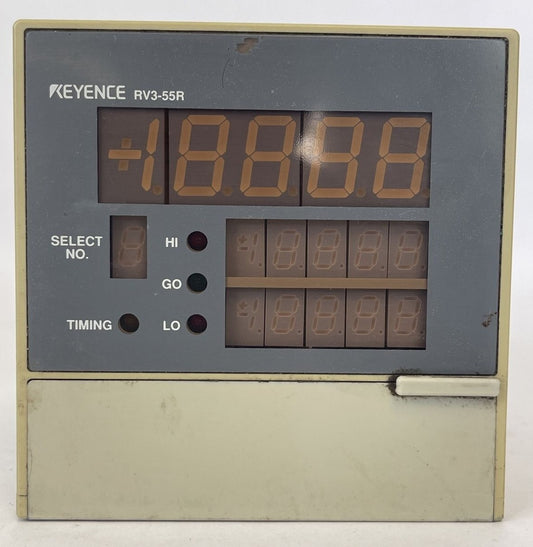 KEYENCE RV3-55R
SELECT NO.
HI
GO
TIMING
LO